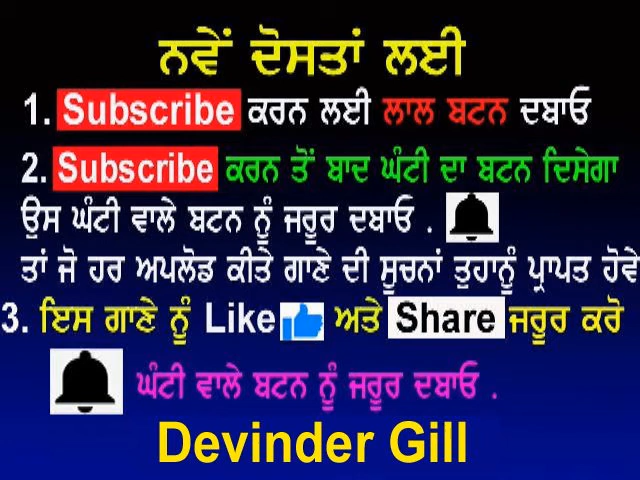 ਨਵੇਂ ਦੋਸਤਾਂ ਲਈ
1. Subscribe ਕਰਨ ਲਈ ਲਾਲ ਬਟਨ ਦਬਾਓ
2. Subscribe ਕਰਨ ਤੋਂ ਬਾਦ ਘੰਟੀ ਦਾ ਬਟਨ ਦਿਸੇਗਾ
ਉਸ ਘੰਟੀ ਵਾਲੇ ਬਟਨ ਨੂੰ ਜਰੂਰ ਦਬਾਓ .
ਤਾਂ ਜੋ ਹਰ ਅਪਲੋਡ ਕੀਤੇ ਗਾਣੇ ਦੀ ਸੂਚਨਾਂ ਤੁਹਾਨੂੰ ਪ੍ਰਾਪਤ ਹੋਵੇ
3. ਇਸ ਗਾਣੇ ਨੂੰ Like ਅਤੇ Share ਜਰੂਰ ਕਰੋ
ਘੰਟੀ ਵਾਲੇ ਬਟਨ ਨੂੰ ਜਰੂਰ ਦਬਾਓ .
Devinder Gill